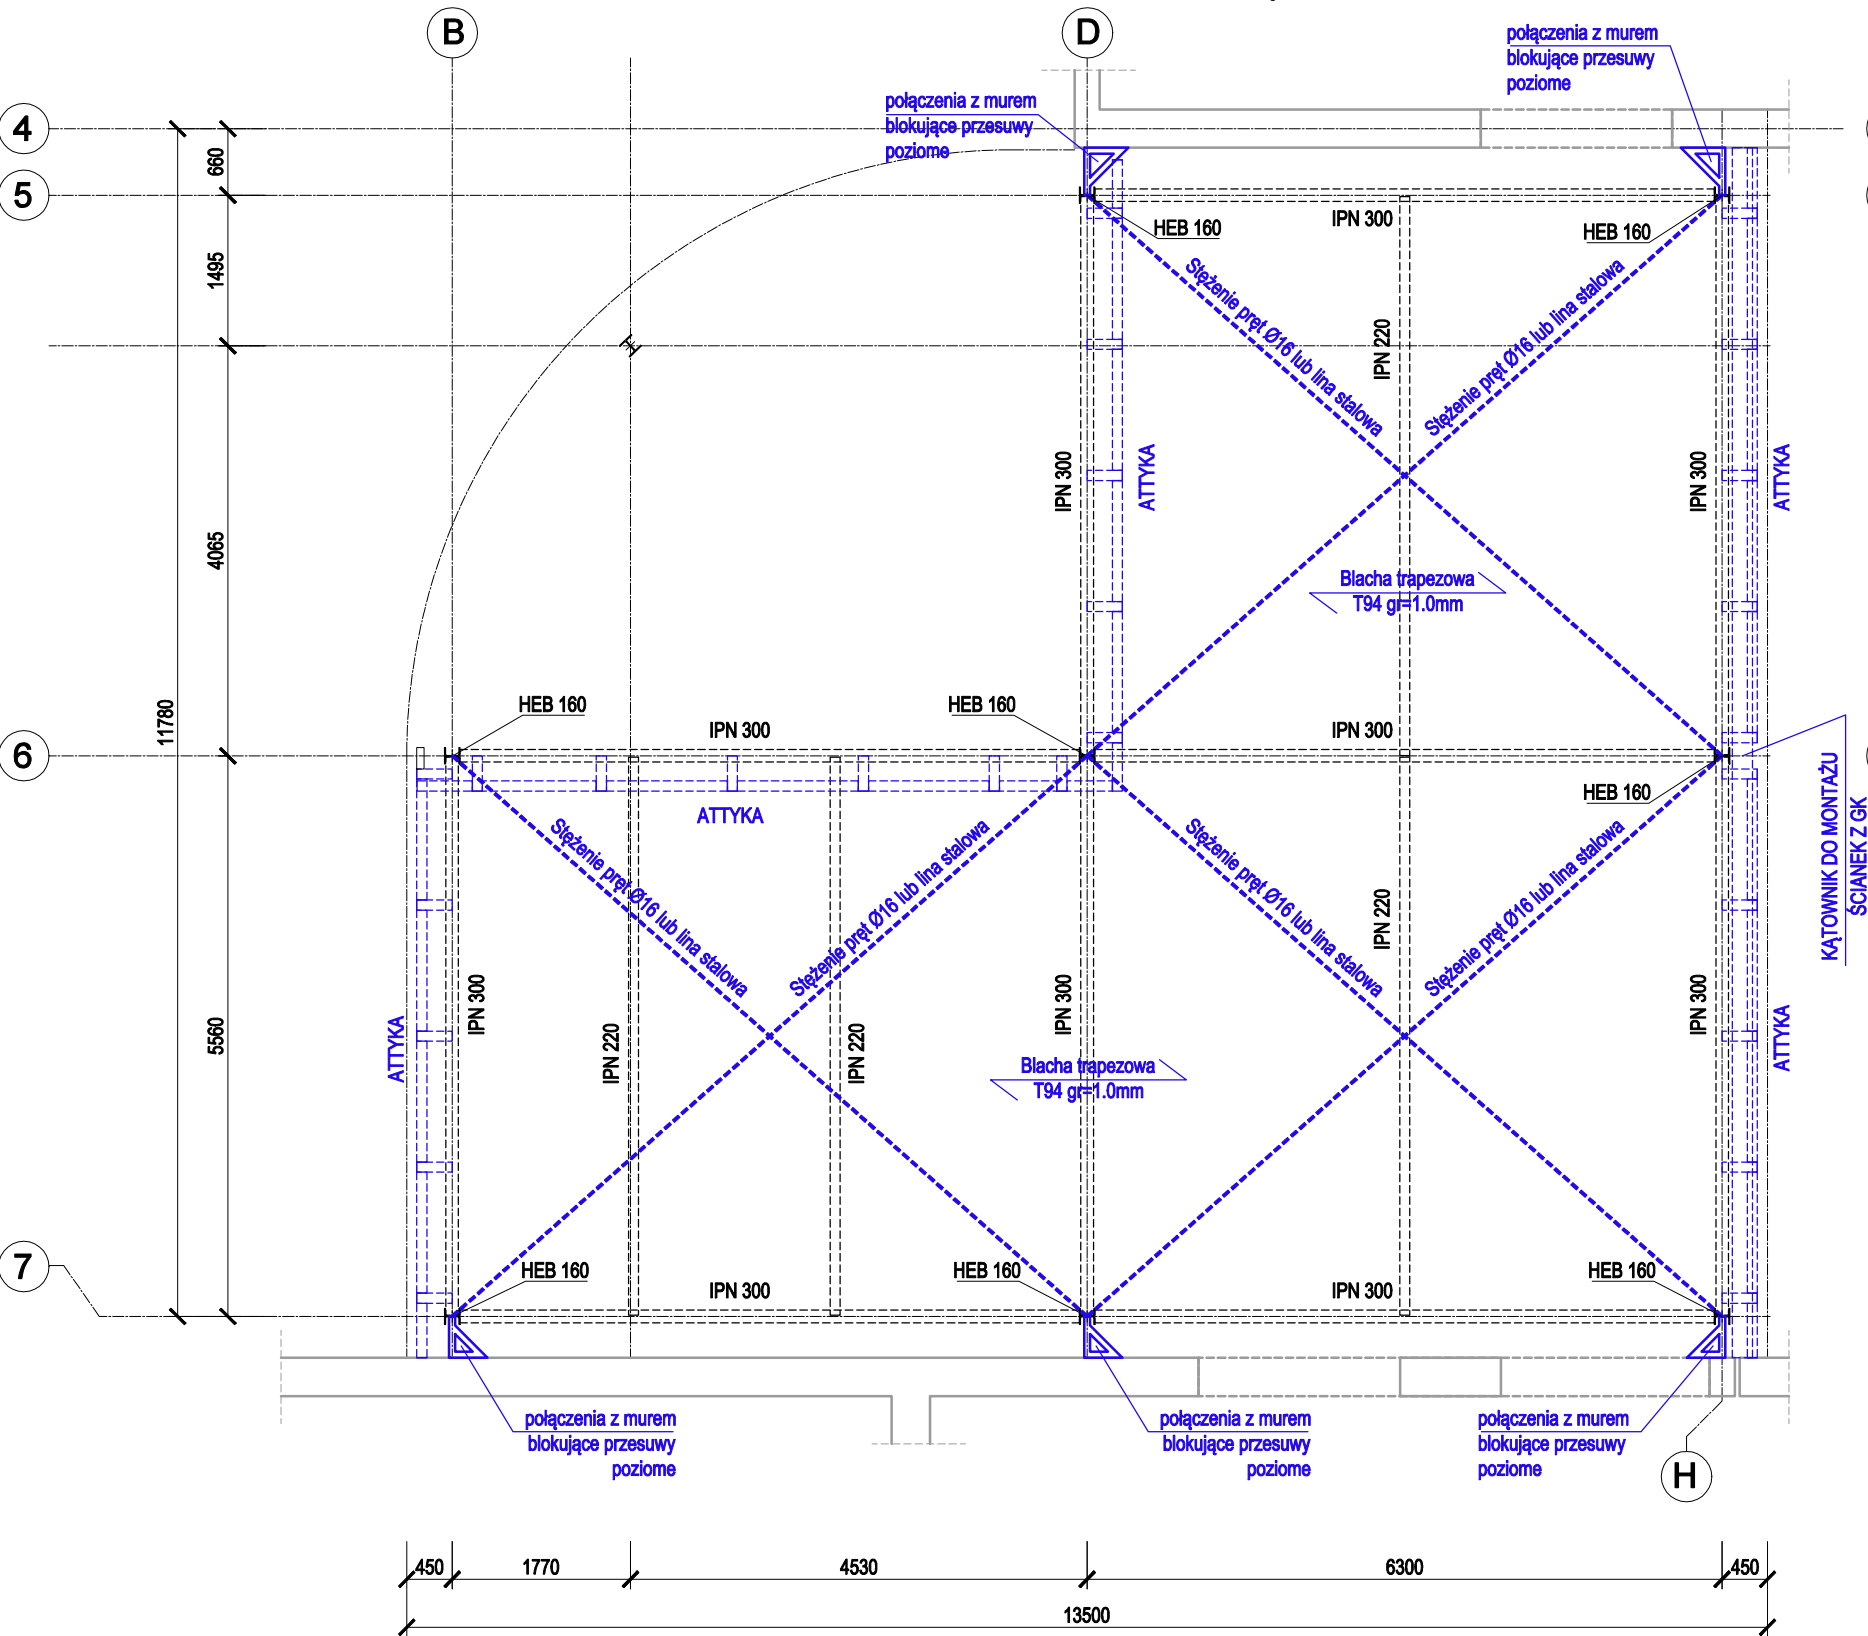 B
D
połączenia z murem
blokujące przesuwy
poziome
połączenia z murem
blokujące przesuwy
poziome
4
660
5
HEB 160
IPN 300
HEB 160
1495
Stężenie pręt Ø16 lub lina stalowa
Stężenie pręt Ø16 lub lina stalowa
IPN 220
IPN 300
ATTYKA
IPN 300
ATTYKA
4065
Blacha trapezowa
T94 gr=1.0mm
11780
HEB 160
HEB 160
IPN 300
IPN 300
6
HEB 160
KĄTOWNIK DO MONTAŻU
ŚCIANEK Z GK
ATTYKA
Stężenie pręt Ø16 lub lina stalowa
Stężenie pręt Ø16 lub lina stalowa
Stężenie pręt Ø16 lub lina stalowa
Stężenie pręt Ø16 lub lina stalowa
IPN 220
5560
ATTYKA
IPN 300
IPN 220
IPN 220
IPN 300
IPN 300
ATTYKA
Blacha trapezowa
T94 gr=1.0mm
7
HEB 160
IPN 300
HEB 160
IPN 300
HEB 160
połączenia z murem
blokujące przesuwy
poziome
połączenia z murem
blokujące przesuwy
poziome
połączenia z murem
blokujące przesuwy
poziome
H
450
1770
4530
6300
450
13500